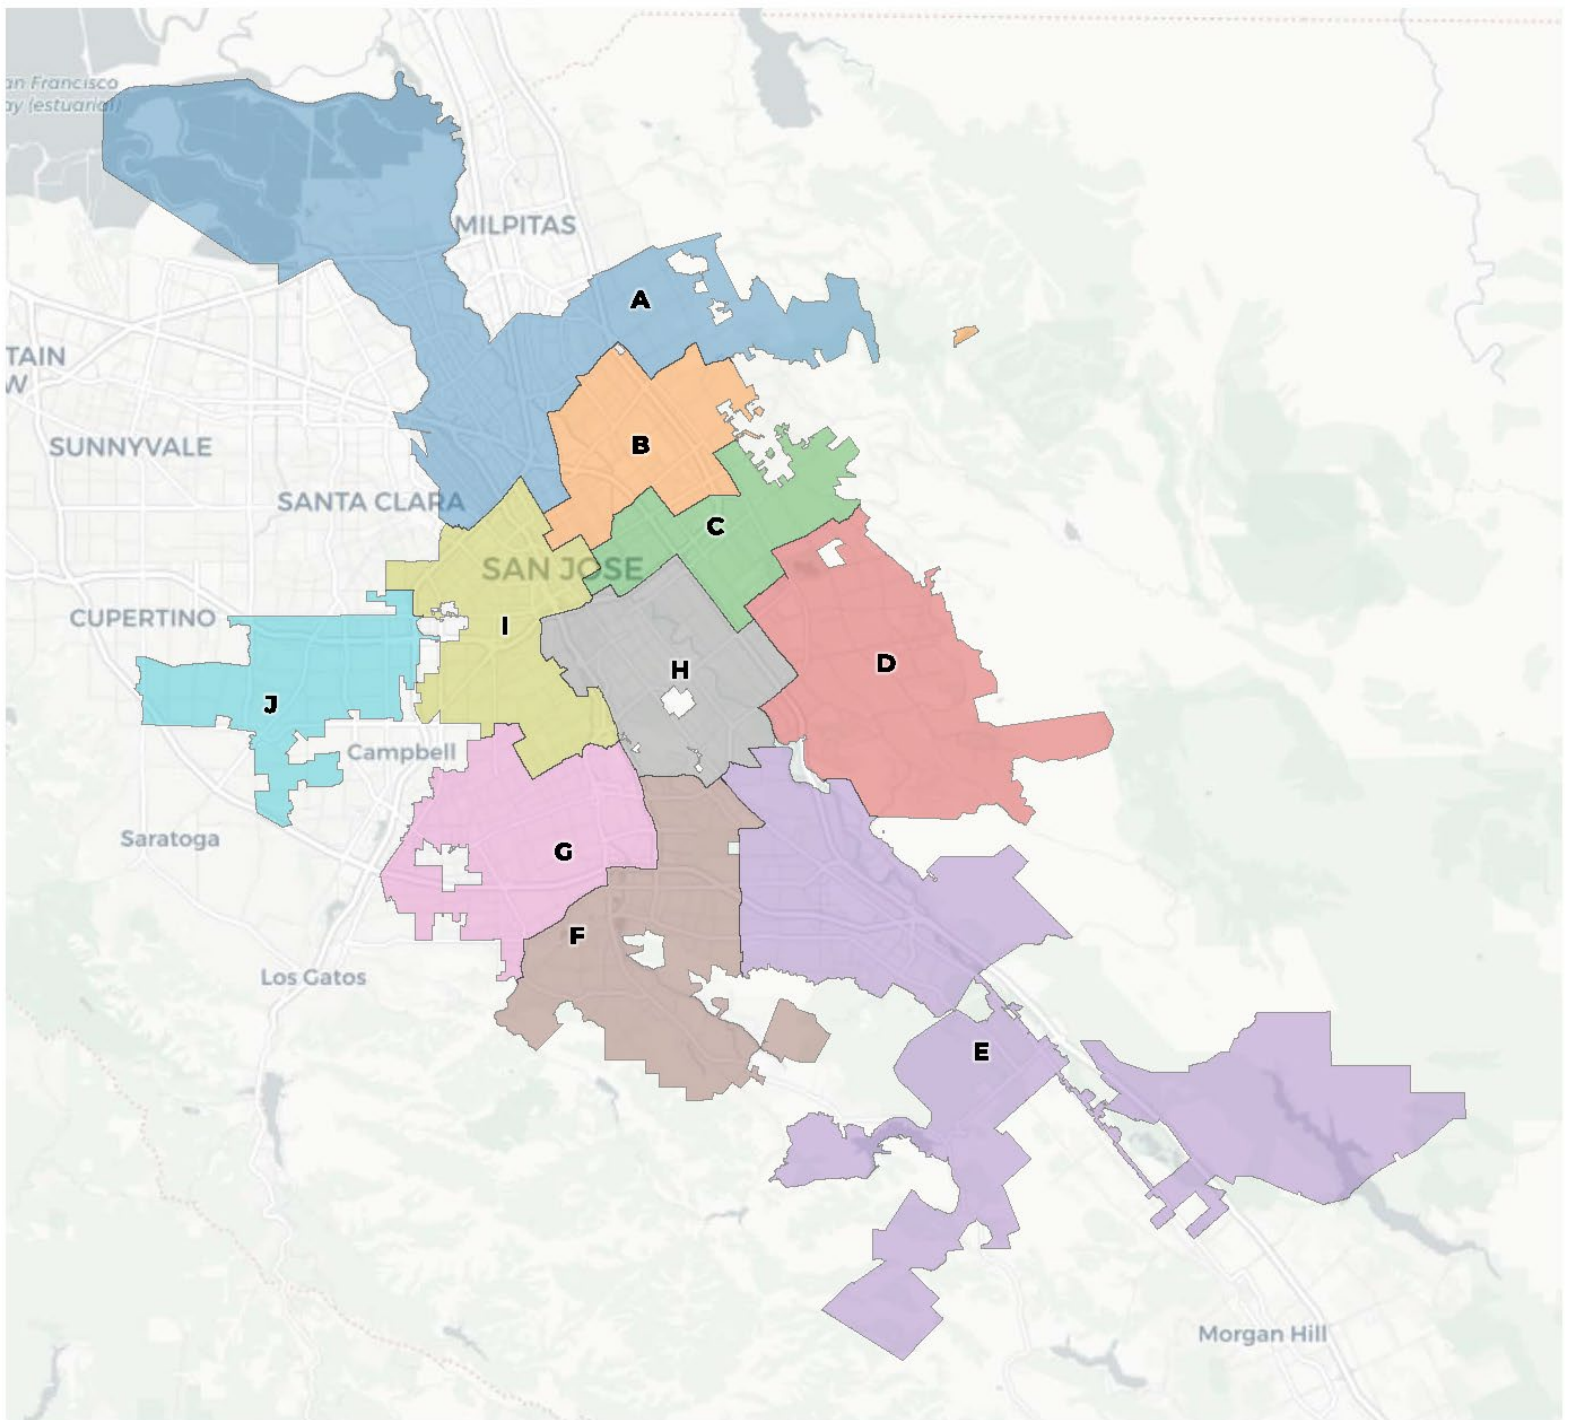 an Francisco
ay (estuarial)
MILPITAS
A
TAIN
W
B
SUNNYVALE
SANTA CLARA
C
SAN JOSE
CUPERTINO
I
D
H
J
Campbell
Saratoga
G
F
Los Gatos
E
Morgan Hill